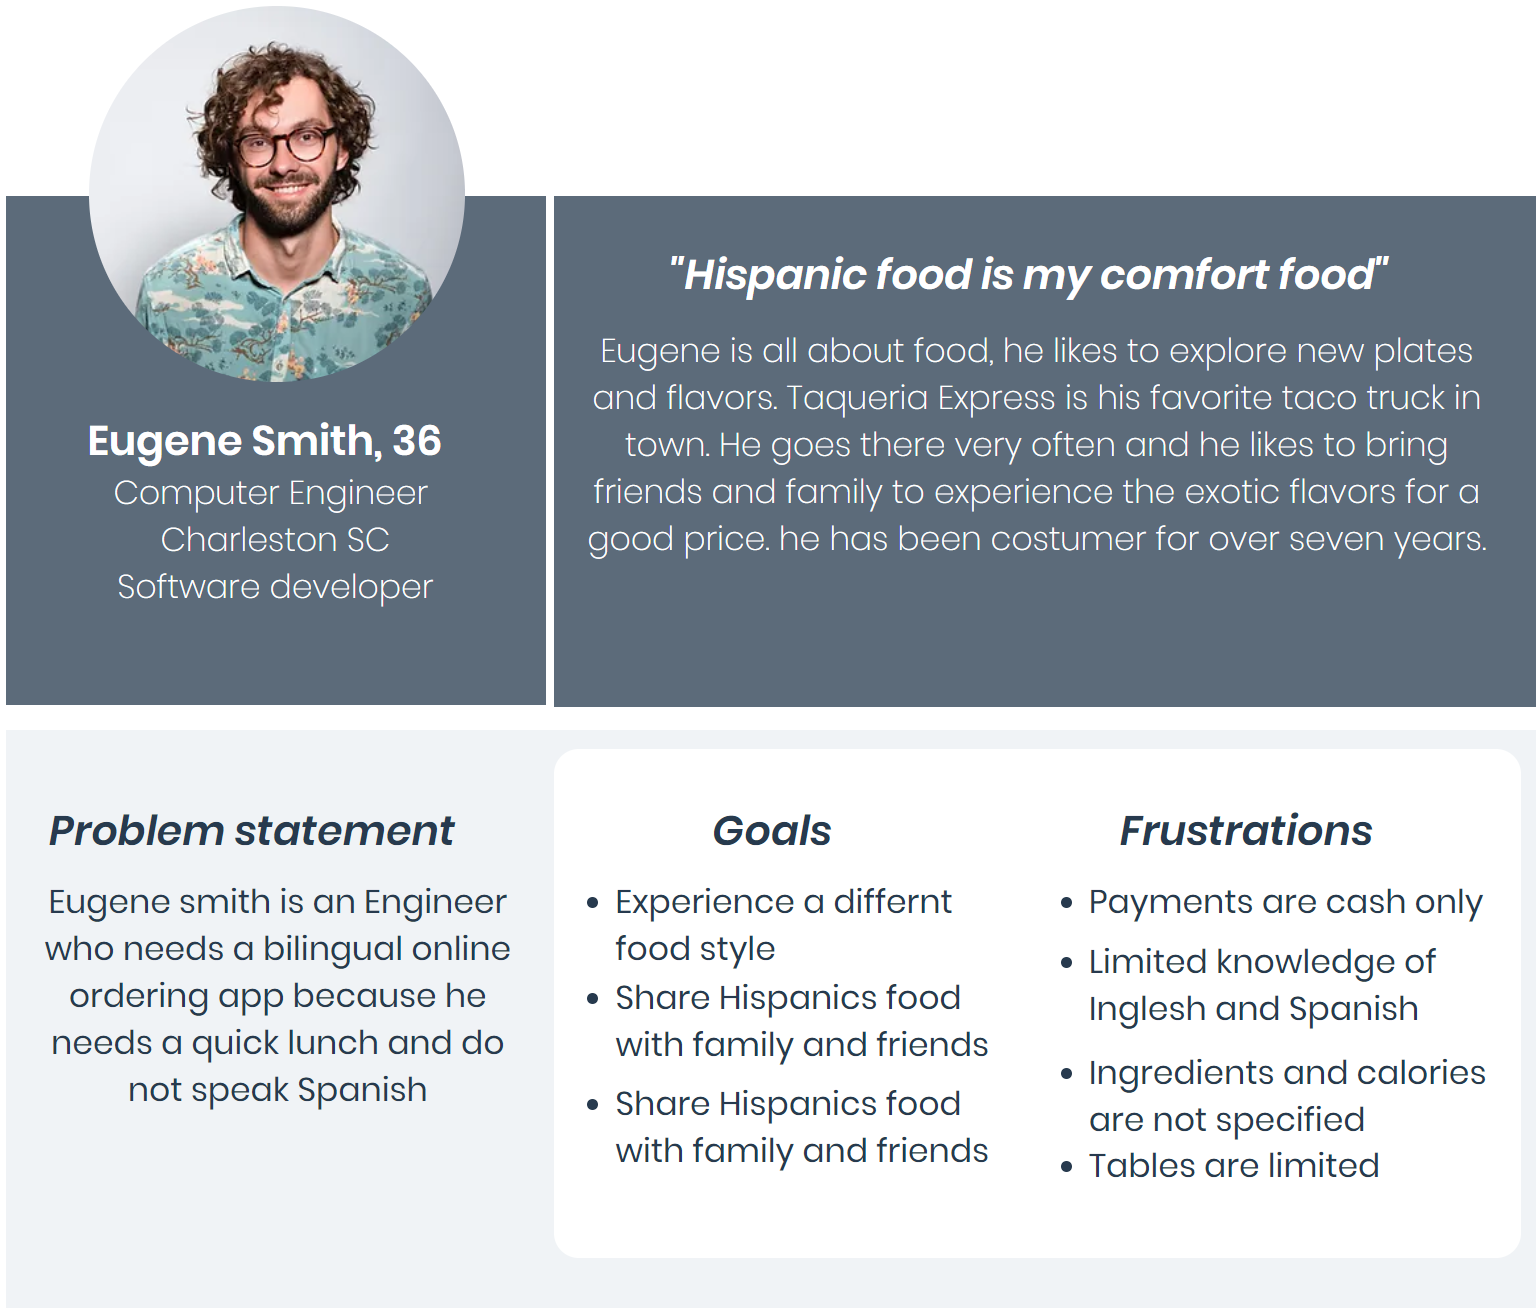 Eugene Smith, 36
Computer Engineer
Charleston SC
Software developer
"Hispanic food is my comfort food"
Eugene is all about food, he likes to explore new plates
and flavors. Taqueria Express is his favorite taco truck in
town. He goes there very often and he likes to bring
friends and family to experience the exotic flavors for a
good price. he has been costumer for over seven years.
Problem statement
Eugene smith is an Engineer
who needs a bilingual online
ordering app because he
needs a quick lunch and do
not speak Spanish
Goals
• Experience a differnt
food style
• Share Hispanics food
with family and friends
• Share Hispanics food
with family and friends
Frustrations
• Payments are cash only
• Limited knowledge of
Inglesh and Spanish
• Ingredients and calories
are not specified
• Tables are limited